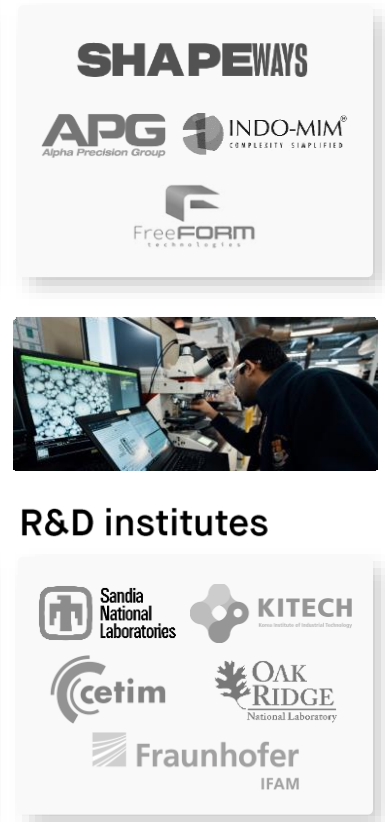 SHAPEWAYS
APG
Alpha Precision Group
INDO-MIM®
COMPLEXITY SIMPLIFIED
FreeFORM
technologies
R&D institutes
Sandia
National
Laboratories
KITECH
Korea Institute of Industrial Technology
cetim
OAK
RIDGE
National Laboratory
Fraunhofer
IFAM